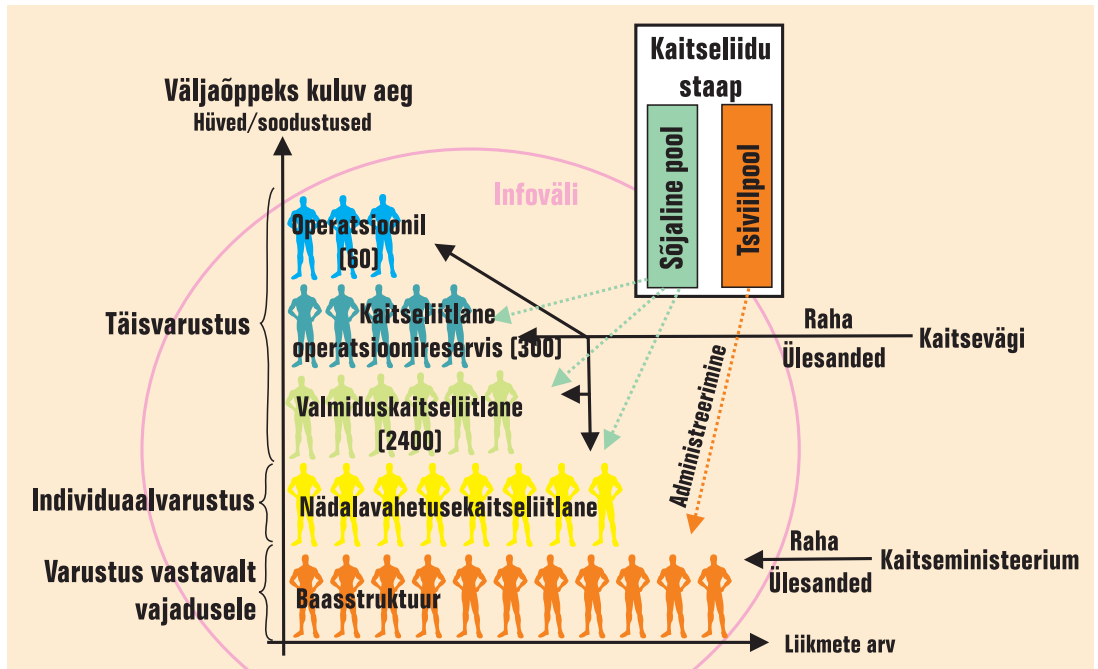 Kaitseliidu
staap
Sõjaline pool
Tsiviilpool
Väljaõppeks kuluv aeg
Hüved/soodustused
Infoväli
Operatsioonil
[60]
Täisvarustus
Kaitseliitlane
operatsioonireservis [300]
Raha
Ülesanded
Kaitsevägi
Valmiduskaitseliitlane
[2400]
Administreerimine
Individuaalvarustus
Nädalavahetusekaitseliitlane
Raha
Ülesanded
Kaitseministeerium
Varustus vastavalt
vajadusele
Baasstruktuur
Liikmete arv